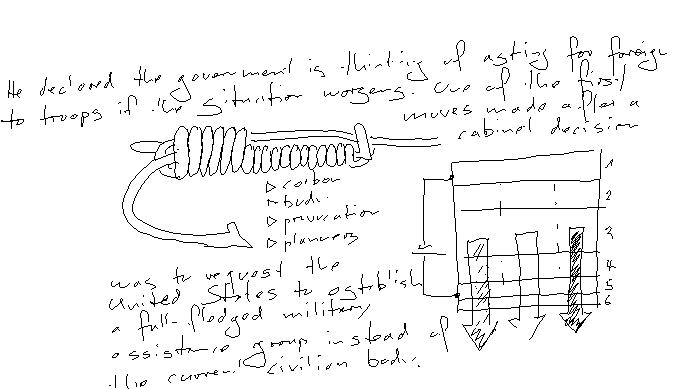 He declared the government is thinking of asking for foreign
to troops if the situation worsens. One of the first
moves made after a
cabinet decision
▷ carbon
▷ bodi.
▷ provocation
▷ planners
1
2
3
4
5
6
was to request the
United States to establish
a full-fledged military
assistance group instead of
the current civilian bodi.